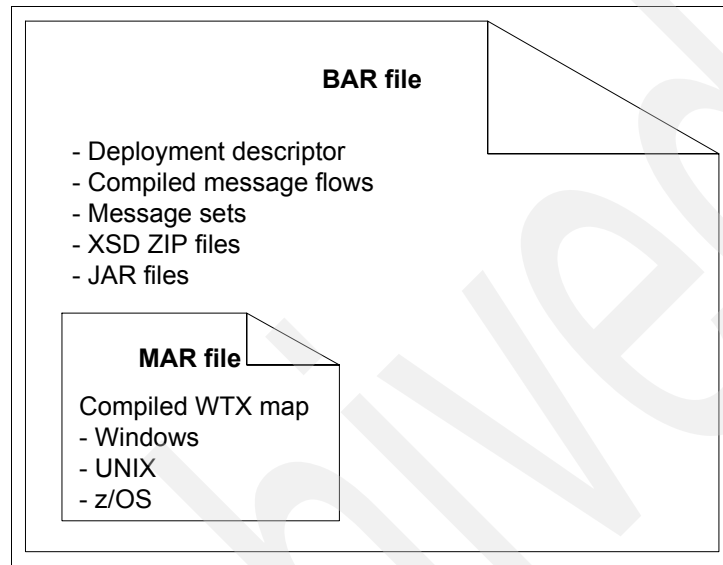 BAR file
- Deployment descriptor
- Compiled message flows
- Message sets
- XSD ZIP files
- JAR files
MAR file
Compiled WTX map
- Windows
- UNIX
- z/OS